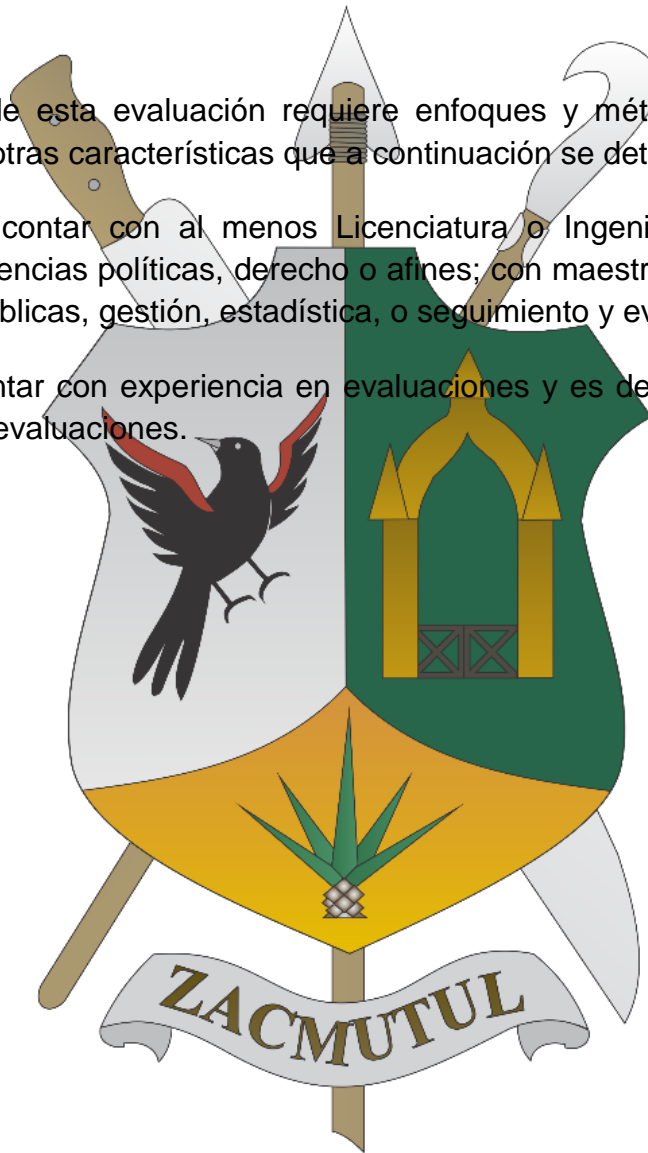 de esta evaluación requiere enfoques y mét
otras características que a continuación se det
contar con al menos Licenciatura o Ingeni
encias políticas, derecho o afines; con maestr
blicas, gestión, estadística, o seguimiento y ev
ntar con experiencia en evaluaciones y es de
evaluaciones.
ZACMUTUL